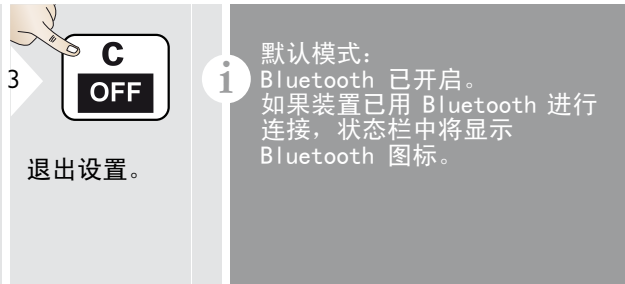 3
C
OFF
退出设置。
i
默认模式：
Bluetooth 已开启。
如果装置已用 Bluetooth 进行
连接，状态栏中将显示
Bluetooth 图标。